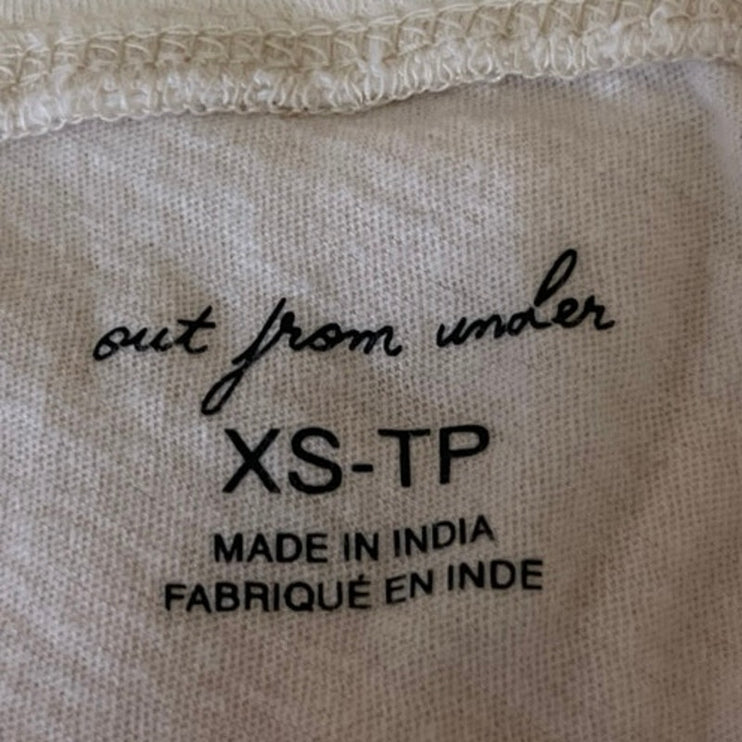 out from under
XS-TP
MADE IN INDIA
FABRIQUÉ EN INDE